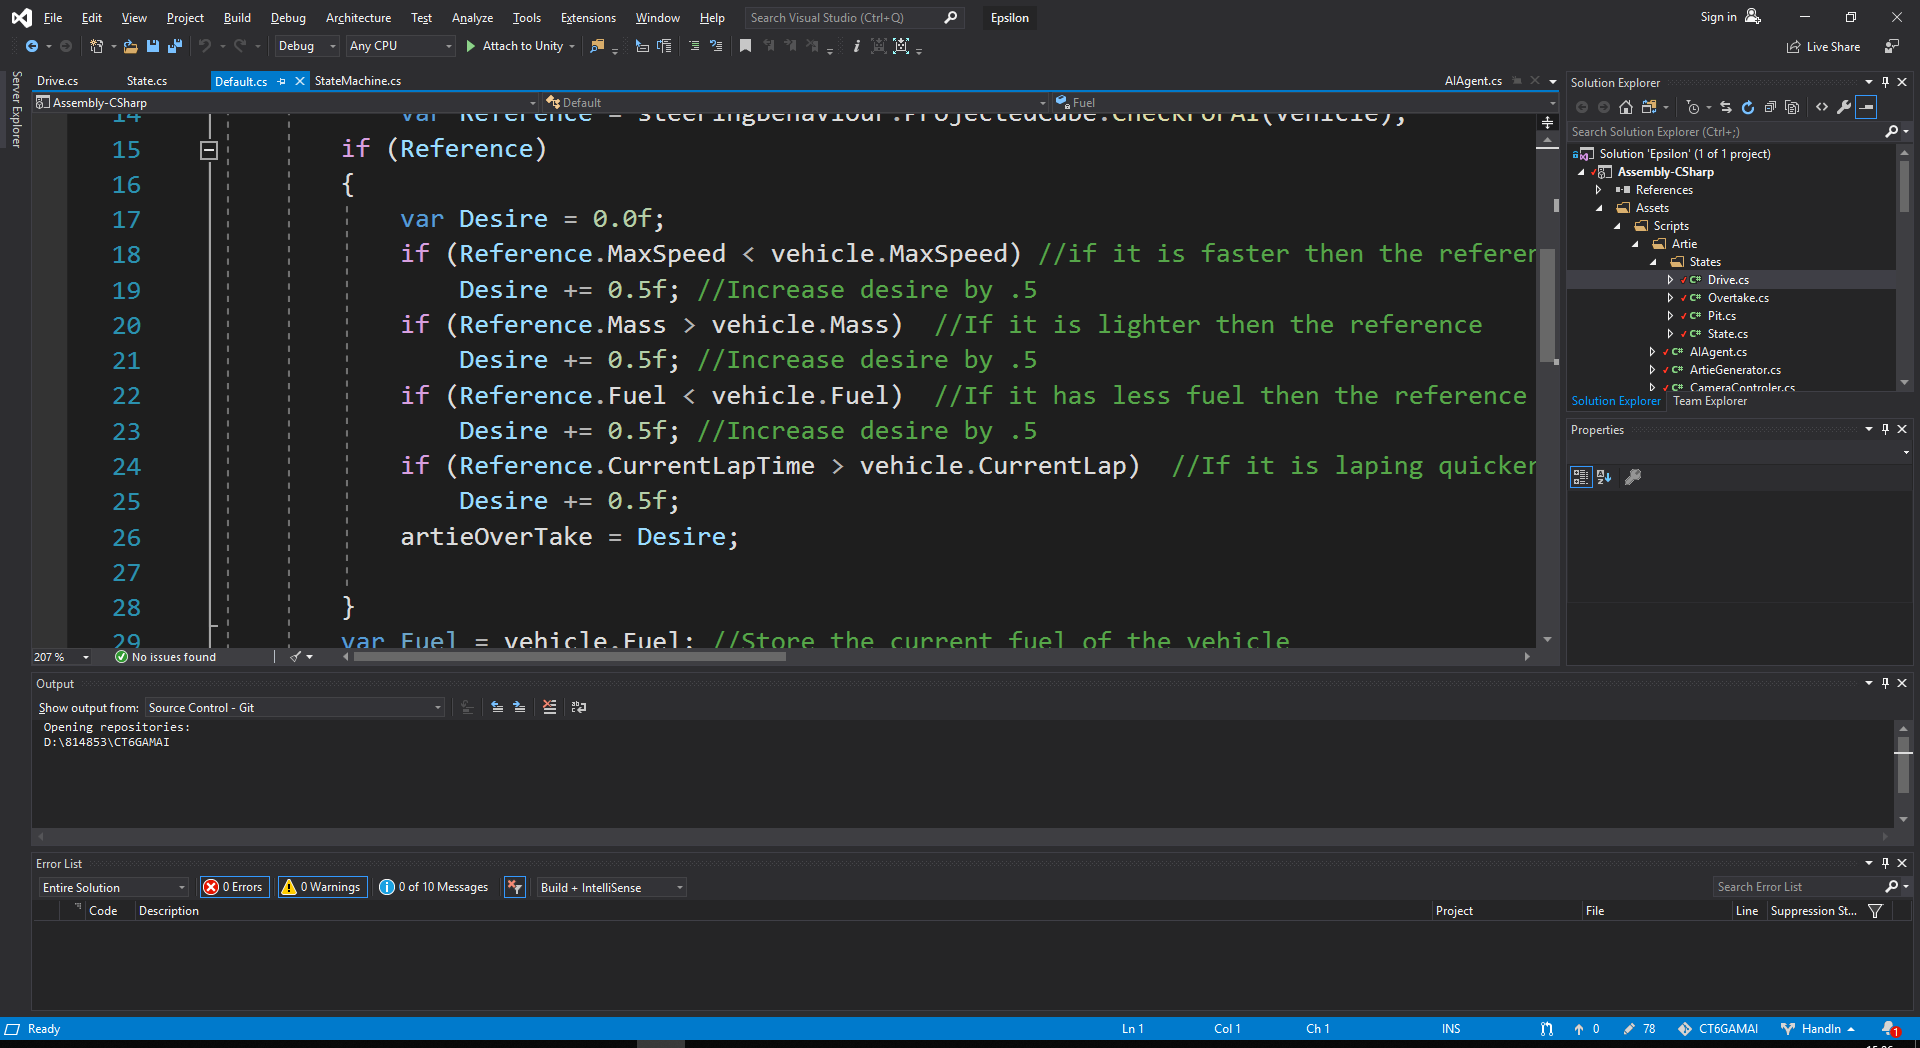 File Edit View Project Build Debug Architecture Test Analyze Tools Extensions Window Help Search Visual Studio (Ctrl+Q) Epsilon Sign in
Debug Any CPU Attach to Unity Live Share
Server Explorer
Drive.cs State.cs Default.cs StateMachine.cs AIAgent.cs
Assembly-CSharp Default Fuel
14 var Reference = steeringBehaviour.ProjectedCube.CheckForAI(vehicle);
15 if (Reference)
16 {
17 var Desire = 0.0f;
18 if (Reference.MaxSpeed < vehicle.MaxSpeed) //if it is faster then the referen
19 Desire += 0.5f; //Increase desire by .5
20 if (Reference.Mass > vehicle.Mass) //If it is lighter then the reference
21 Desire += 0.5f; //Increase desire by .5
22 if (Reference.Fuel < vehicle.Fuel) //If it has less fuel then the reference
23 Desire += 0.5f; //Increase desire by .5
24 if (Reference.CurrentLapTime > vehicle.CurrentLap) //If it is laping quicker
25 Desire += 0.5f;
26 artieOverTake = Desire;
27
28 }
29 var Fuel = vehicle.Fuel; //Store the current fuel of the vehicle
207 % No issues found
Solution Explorer
Search Solution Explorer (Ctrl+;)
Solution 'Epsilon' (1 of 1 project)
Assembly-CSharp
References
Assets
Scripts
Artie
States
C# Drive.cs
C# Overtake.cs
C# Pit.cs
C# State.cs
C# AIAgent.cs
C# ArtieGenerator.cs
C# CameraControler.cs
Solution Explorer Team Explorer
Properties
Output
Show output from: Source Control - Git
Opening repositories:
D:\814853\CT6GAMAI
Error List
Entire Solution 0 Errors 0 Warnings 0 of 10 Messages Build + IntelliSense Search Error List
Code Description Project File Line Suppression St...
Ready Ln 1 Col 1 Ch 1 INS 0 78 CT6GAMAI HandIn 1